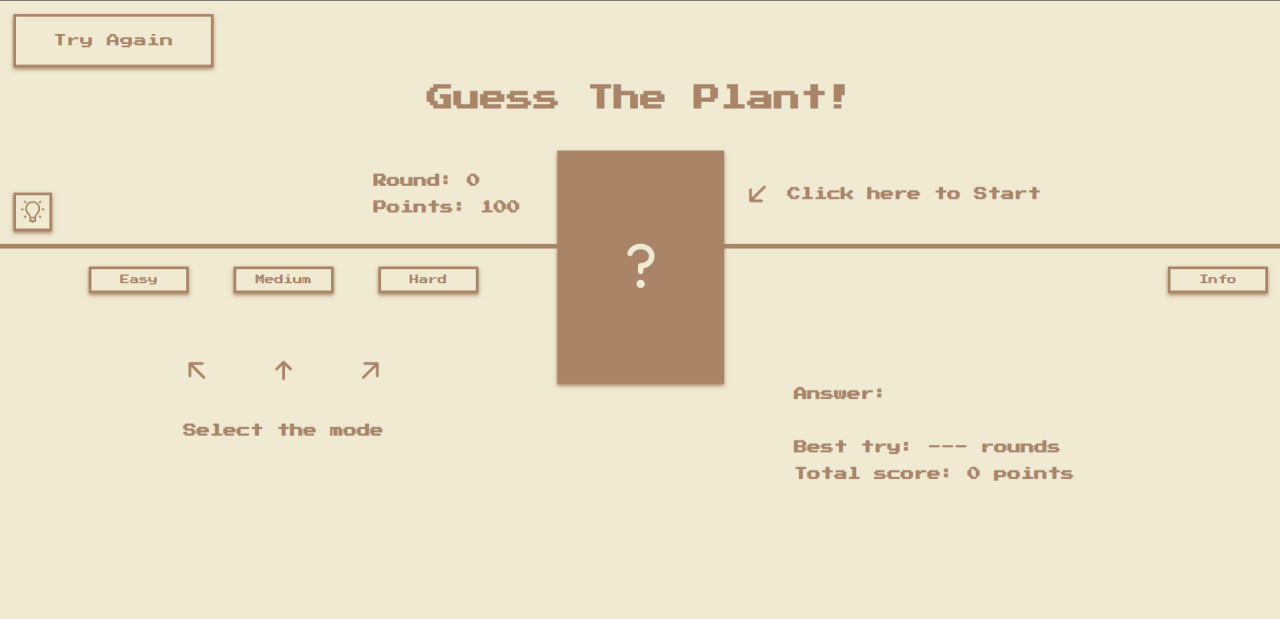 Try Again
Guess The Plant!
Round: 0
Points: 100
?
Click here to Start
Easy
Medium
Hard
Info
Select the mode
Answer:
Best try: --- rounds
Total score: 0 points